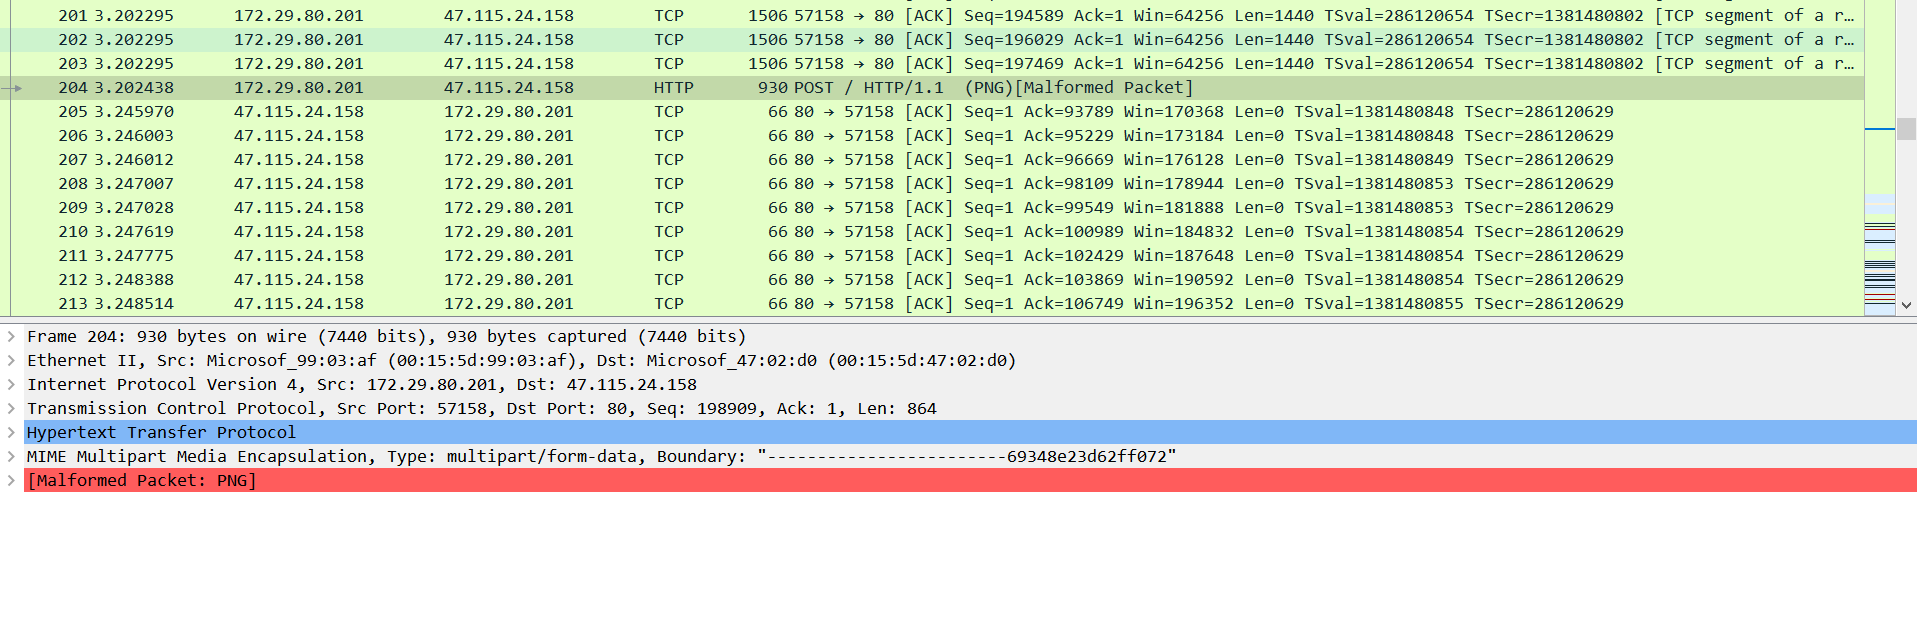 201 3.202295 172.29.80.201 47.115.24.158 TCP 1506 57158 → 80 [ACK] Seq=194589 Ack=1 Win=64256 Len=1440 TSval=286120654 TSecr=1381480802 [TCP segment of a r…
202 3.202295 172.29.80.201 47.115.24.158 TCP 1506 57158 → 80 [ACK] Seq=196029 Ack=1 Win=64256 Len=1440 TSval=286120654 TSecr=1381480802 [TCP segment of a r…
203 3.202295 172.29.80.201 47.115.24.158 TCP 1506 57158 → 80 [ACK] Seq=197469 Ack=1 Win=64256 Len=1440 TSval=286120654 TSecr=1381480802 [TCP segment of a r…
204 3.202438 172.29.80.201 47.115.24.158 HTTP 930 POST / HTTP/1.1 (PNG)[Malformed Packet]
205 3.245970 47.115.24.158 172.29.80.201 TCP 66 80 → 57158 [ACK] Seq=1 Ack=93789 Win=170368 Len=0 TSval=1381480848 TSecr=286120629
206 3.246003 47.115.24.158 172.29.80.201 TCP 66 80 → 57158 [ACK] Seq=1 Ack=95229 Win=173184 Len=0 TSval=1381480848 TSecr=286120629
207 3.246012 47.115.24.158 172.29.80.201 TCP 66 80 → 57158 [ACK] Seq=1 Ack=96669 Win=176128 Len=0 TSval=1381480849 TSecr=286120629
208 3.247007 47.115.24.158 172.29.80.201 TCP 66 80 → 57158 [ACK] Seq=1 Ack=98109 Win=178944 Len=0 TSval=1381480853 TSecr=286120629
209 3.247028 47.115.24.158 172.29.80.201 TCP 66 80 → 57158 [ACK] Seq=1 Ack=99549 Win=181888 Len=0 TSval=1381480853 TSecr=286120629
210 3.247619 47.115.24.158 172.29.80.201 TCP 66 80 → 57158 [ACK] Seq=1 Ack=100989 Win=184832 Len=0 TSval=1381480854 TSecr=286120629
211 3.247775 47.115.24.158 172.29.80.201 TCP 66 80 → 57158 [ACK] Seq=1 Ack=102429 Win=187648 Len=0 TSval=1381480854 TSecr=286120629
212 3.248388 47.115.24.158 172.29.80.201 TCP 66 80 → 57158 [ACK] Seq=1 Ack=103869 Win=190592 Len=0 TSval=1381480854 TSecr=286120629
213 3.248514 47.115.24.158 172.29.80.201 TCP 66 80 → 57158 [ACK] Seq=1 Ack=106749 Win=196352 Len=0 TSval=1381480855 TSecr=286120629
Frame 204: 930 bytes on wire (7440 bits), 930 bytes captured (7440 bits)
Ethernet II, Src: Microsof_99:03:af (00:15:5d:99:03:af), Dst: Microsof_47:02:d0 (00:15:5d:47:02:d0)
Internet Protocol Version 4, Src: 172.29.80.201, Dst: 47.115.24.158
Transmission Control Protocol, Src Port: 57158, Dst Port: 80, Seq: 198909, Ack: 1, Len: 864
Hypertext Transfer Protocol
MIME Multipart Media Encapsulation, Type: multipart/form-data, Boundary: "------------------------69348e23d62ff072"
[Malformed Packet: PNG]